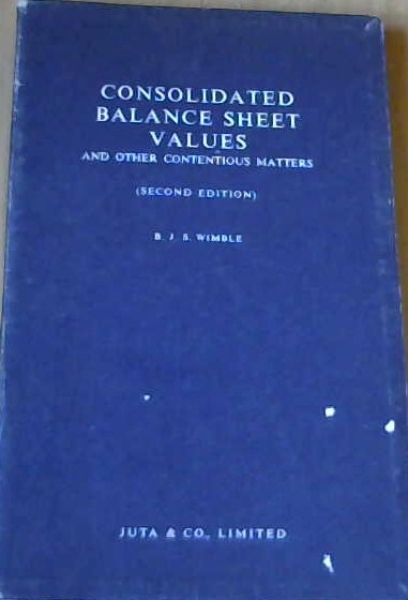 CONSOLIDATED
BALANCE SHEET
VALUES
AND OTHER CONTENTIOUS MATTERS
(SECOND EDITION)
B. J. S. WIMBLE
JUTA & CO., LIMITED